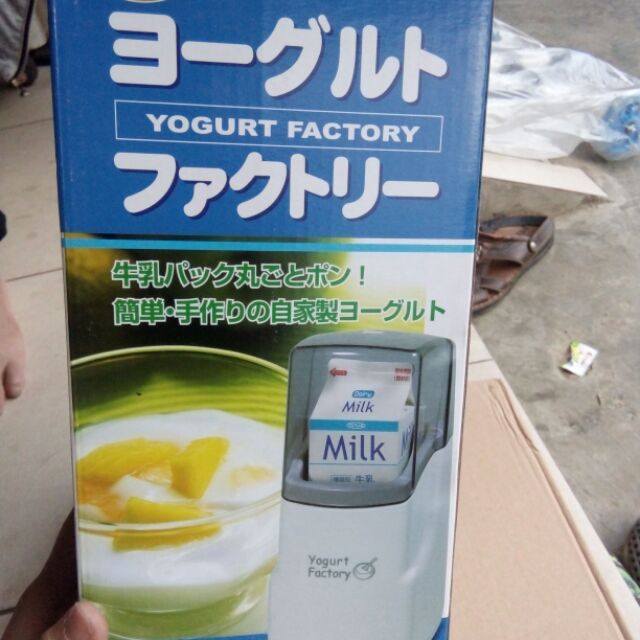 ヨーグルト
YOGURT FACTORY
ファクトリー
牛乳パック丸ごとポン！
簡単・手作りの自家製ヨーグルト
Dairy
Milk
Milk
牛乳
Yogurt
Factory